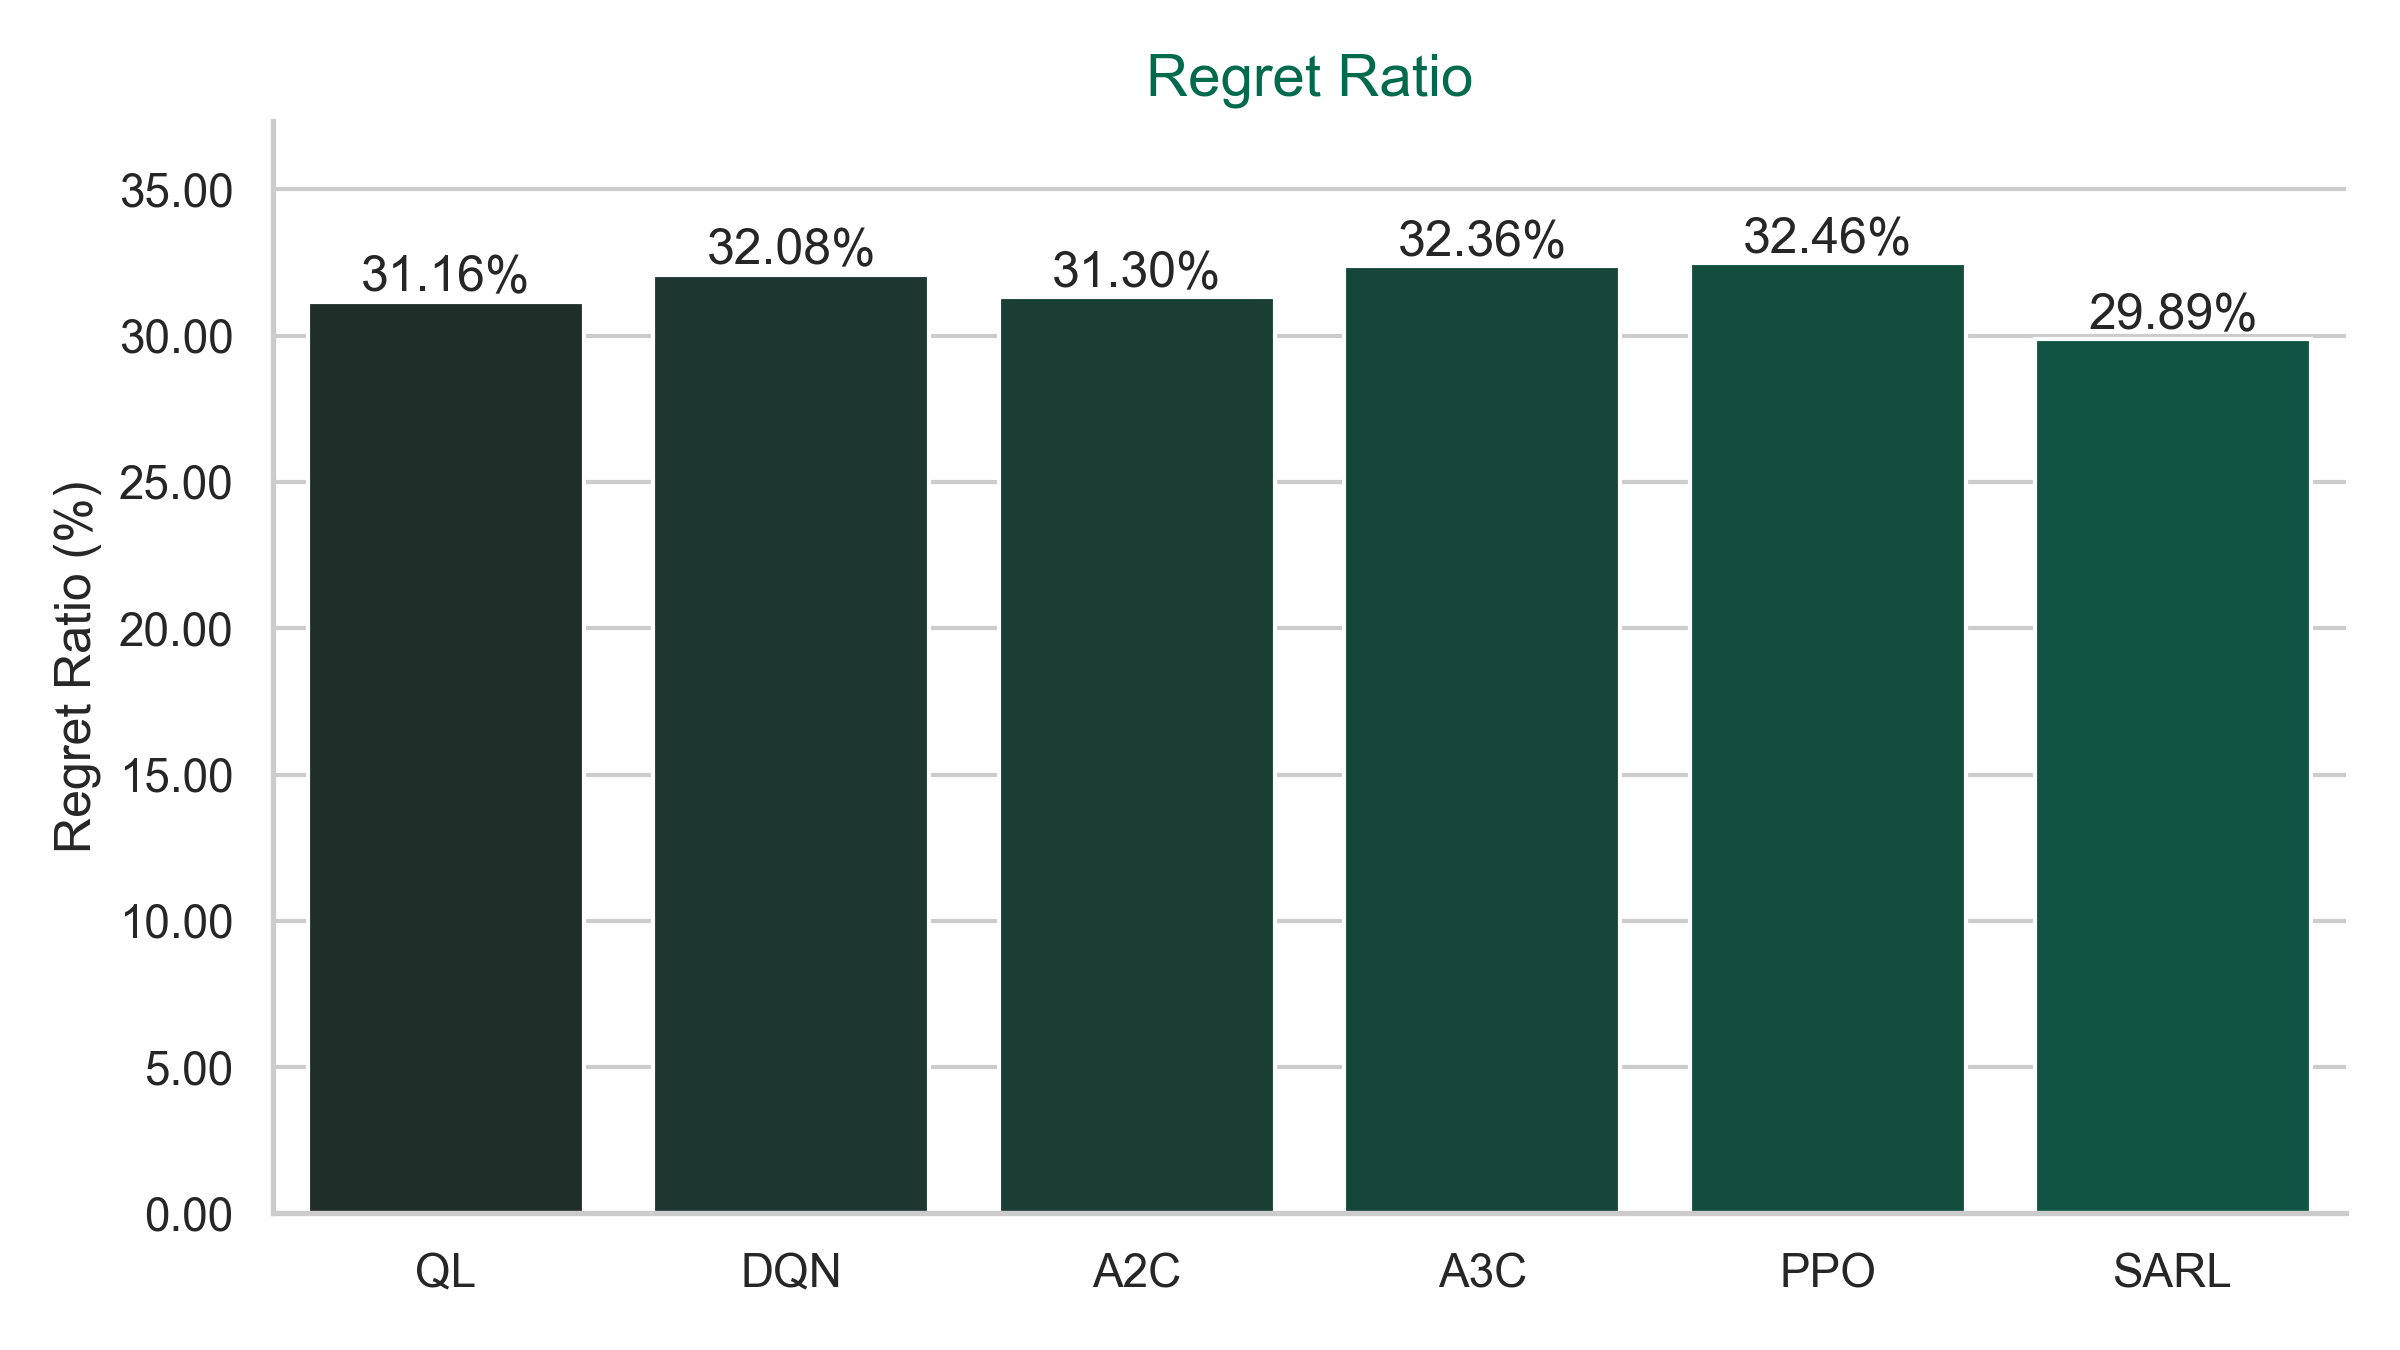 Regret Ratio
Regret Ratio (%)
35.00
30.00
25.00
20.00
15.00
10.00
5.00
0.00
31.16%
32.08%
31.30%
32.36%
32.46%
29.89%
QL
DQN
A2C
A3C
PPO
SARL